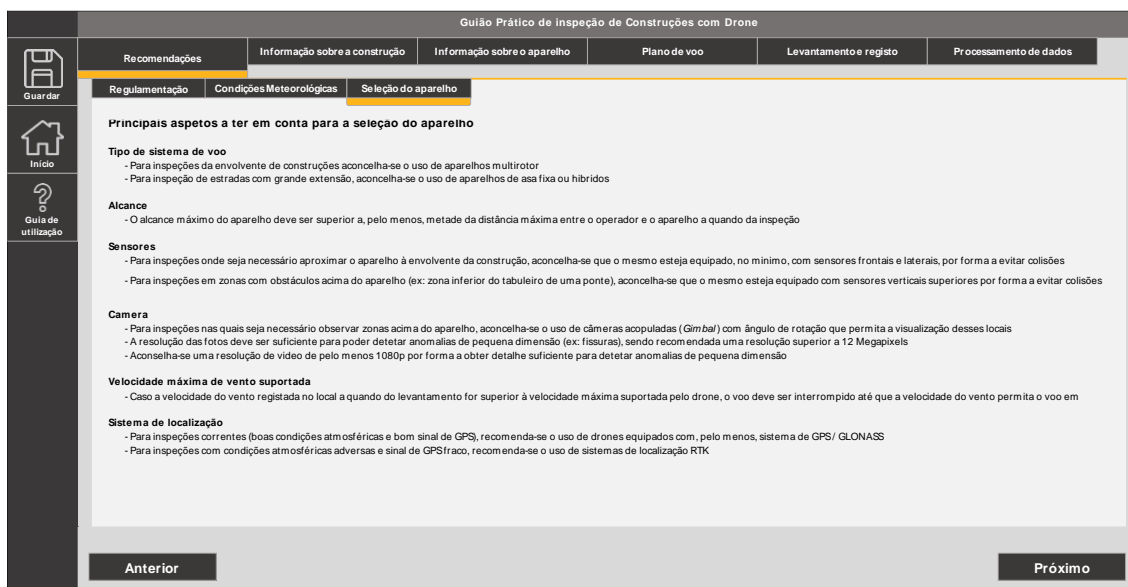 Guião Prático de inspeção de Construções com Drone
Recomendações
Informação sobre a construção
Informação sobre o aparelho
Plano de voo
Levantamento e registo
Processamento de dados
Guardar
Início
Guia de
utilização
Regulamentação
Condições Meteorológicas
Seleção do aparelho
Principais aspetos a ter em conta para a seleção do aparelho
Tipo de sistema de voo
- Para inspeções da envolvente de construções aconcelha-se o uso de aparelhos multirotor
- Para inspeção de estradas com grande extensão, aconcelha-se o uso de aparelhos de asa fixa ou hibridos
Alcance
- O alcance máximo do aparelho deve ser superior a, pelo menos, metade da distância máxima entre o operador e o aparelho a quando da inspeção
Sensores
- Para inspeções onde seja necessário aproximar o aparelho à envolvente da construção, aconcelha-se que o mesmo esteja equipado, no minimo, com sensores frontais e laterais, por forma a evitar colisões
- Para inspeções em zonas com obstáculos acima do aparelho (ex: zona inferior do tabuleiro de uma ponte), aconcelha-se que o mesmo esteja equipado com sensores verticais superiores por forma a evitar colisões
Camera
- Para inspeções nas quais seja necessário observar zonas acima do aparelho, aconcelha-se o uso de câmeras acopuladas (Gimbal) com ângulo de rotação que permita a visualização desses locais
- A resolução das fotos deve ser suficiente para poder detetar anomalias de pequena dimensão (ex: fissuras), sendo recomendada uma resolução superior a 12 Megapixels
- Aconselha-se uma resolução de video de pelo menos 1080p por forma a obter detalhe suficiente para detetar anomalias de pequena dimensão
Velocidade máxima de vento suportada
- Caso a velocidade do vento registada no local a quando do levantamento for superior à velocidade máxima suportada pelo drone, o voo deve ser interrompido até que a velocidade do vento permita o voo em
Sistema de localização
- Para inspeções correntes (boas condições atmosféricas e bom sinal de GPS), recomenda-se o uso de drones equipados com, pelo menos, sistema de GPS/ GLONASS
- Para inspeções com condições atmosféricas adversas e sinal de GPS fraco, recomenda-se o uso de sistemas de localização RTK
Anterior
Próximo